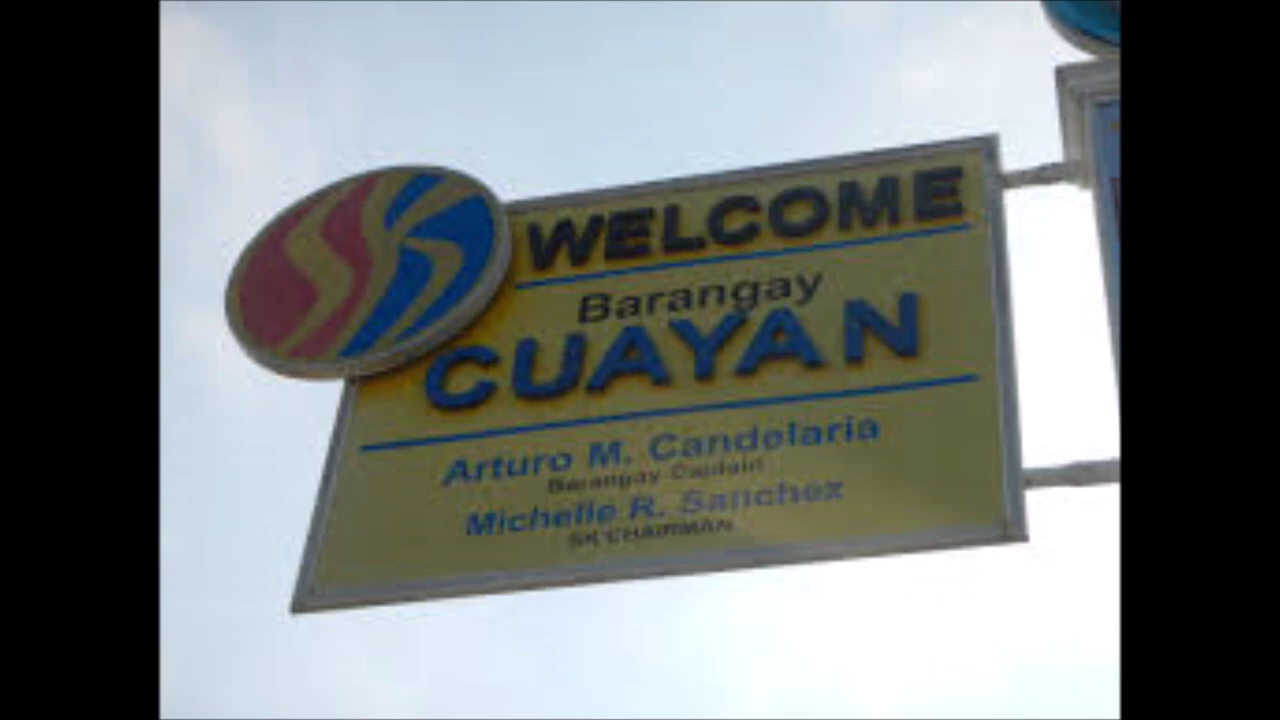 WELCOME
Barangay
CUAYAN
Arturo M. Candelaria
Barangay Captain
Michelle R. Sanchez
SK CHAIRMAN